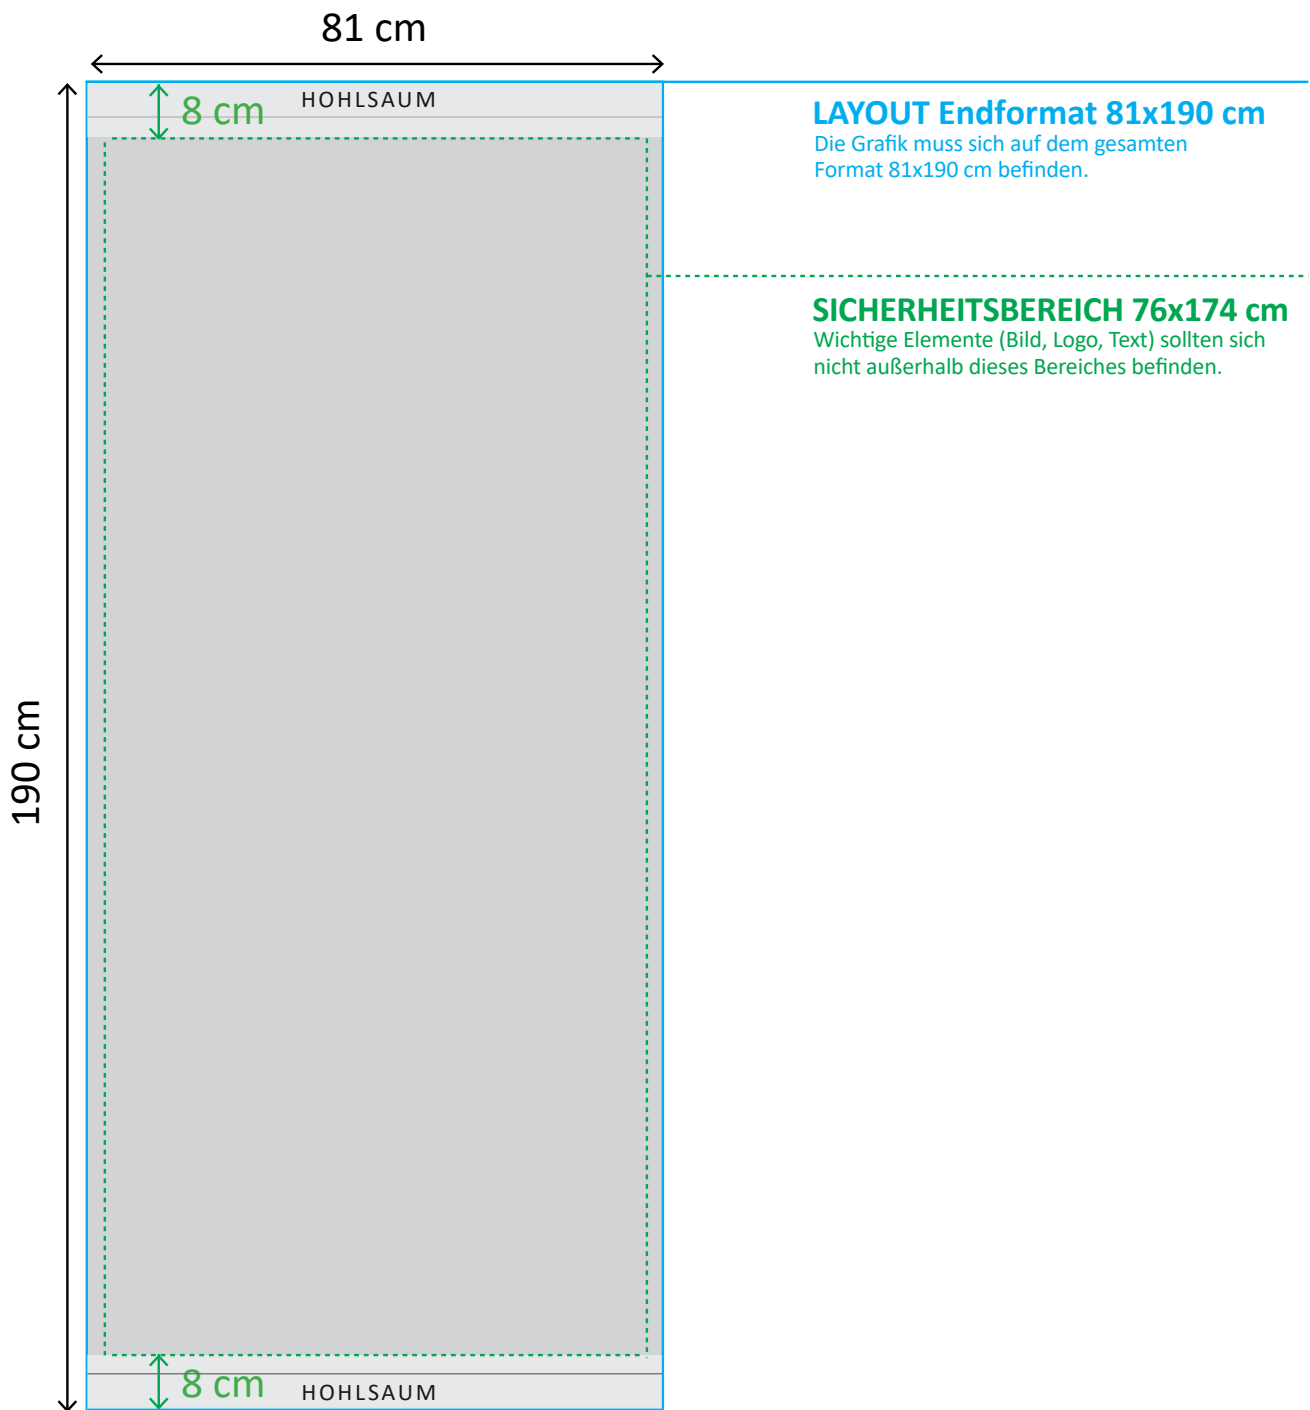 81 cm
8 cm
HOHLSAUM
LAYOUT Endformat 81x190 cm
Die Grafik muss sich auf dem gesamten
Format 81x190 cm befinden.
SICHERHEITSBEREICH 76x174 cm
Wichtige Elemente (Bild, Logo, Text) sollten sich
nicht außerhalb dieses Bereiches befinden.
190 cm
8 cm
HOHLSAUM